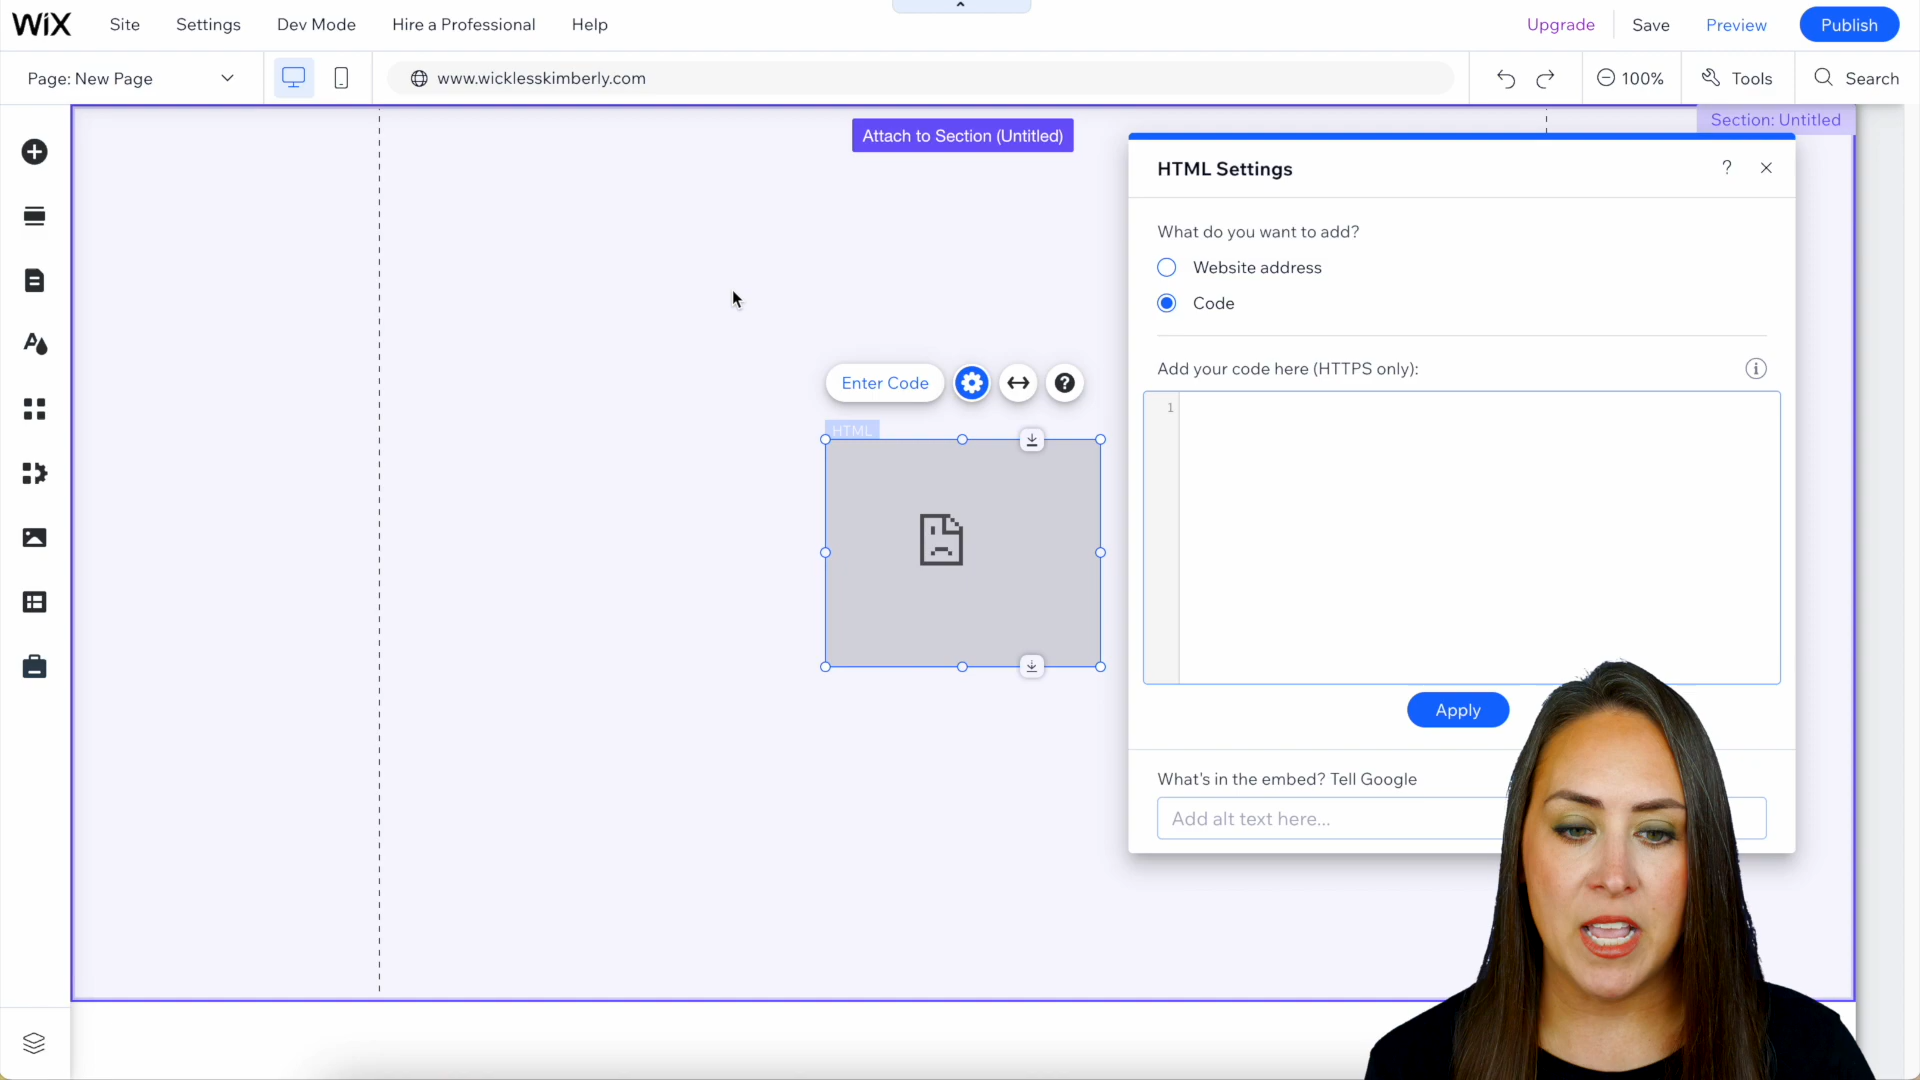 WiX Site Settings Dev Mode Hire a Professional Help Upgrade Save Preview Publish
Page: New Page www.wicklesskimberly.com 100% Tools Search
Attach to Section (Untitled)
Section: Untitled
HTML Settings ?
What do you want to add?
Website address
Code
Add your code here (HTTPS only):
Enter Code ?
1
HTML
Apply
What's in the embed? Tell Google
Add alt text here...